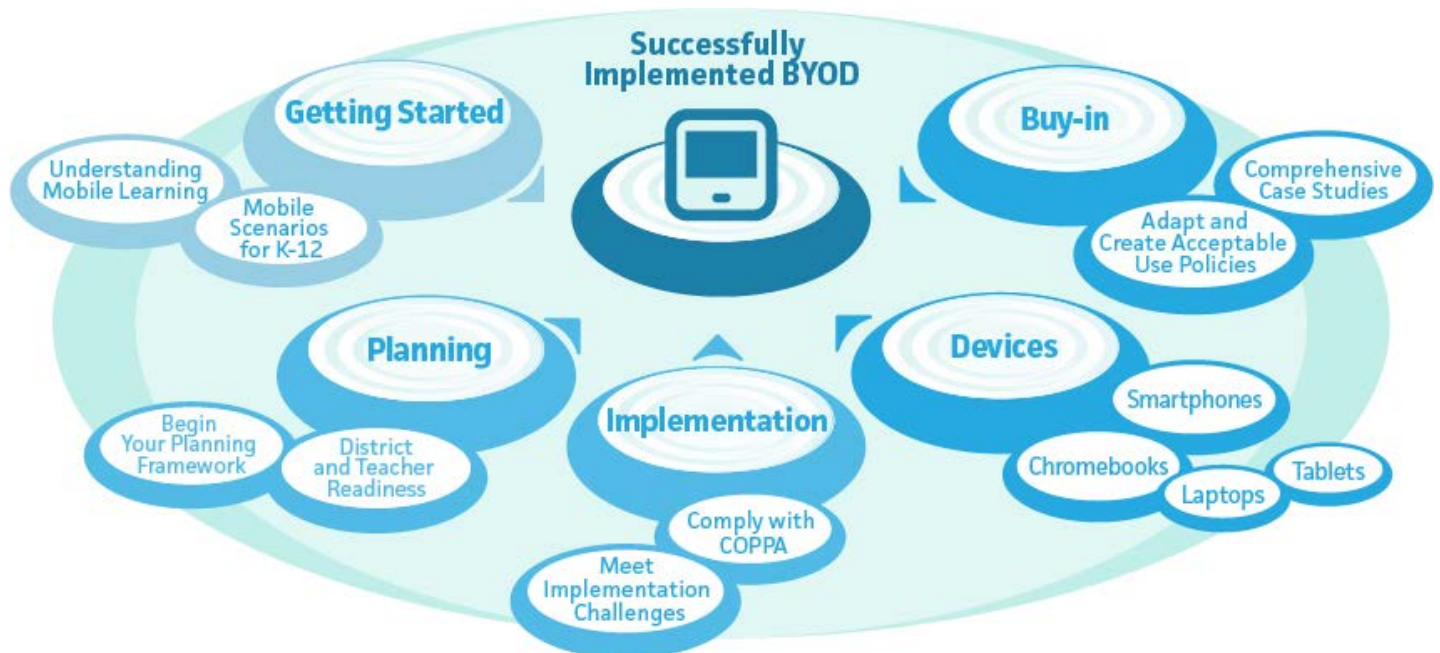 Successfully
Implemented BYOD
Getting Started
Understanding
Mobile Learning
Mobile
Scenarios
for K-12
Buy-in
Comprehensive
Case Studies
Adapt and
Create Acceptable
Use Policies
Planning
Begin
Your Planning
Framework
District
and Teacher
Readiness
Implementation
Comply with
COPPA
Meet
Implementation
Challenges
Devices
Smartphones
Chromebooks
Laptops
Tablets